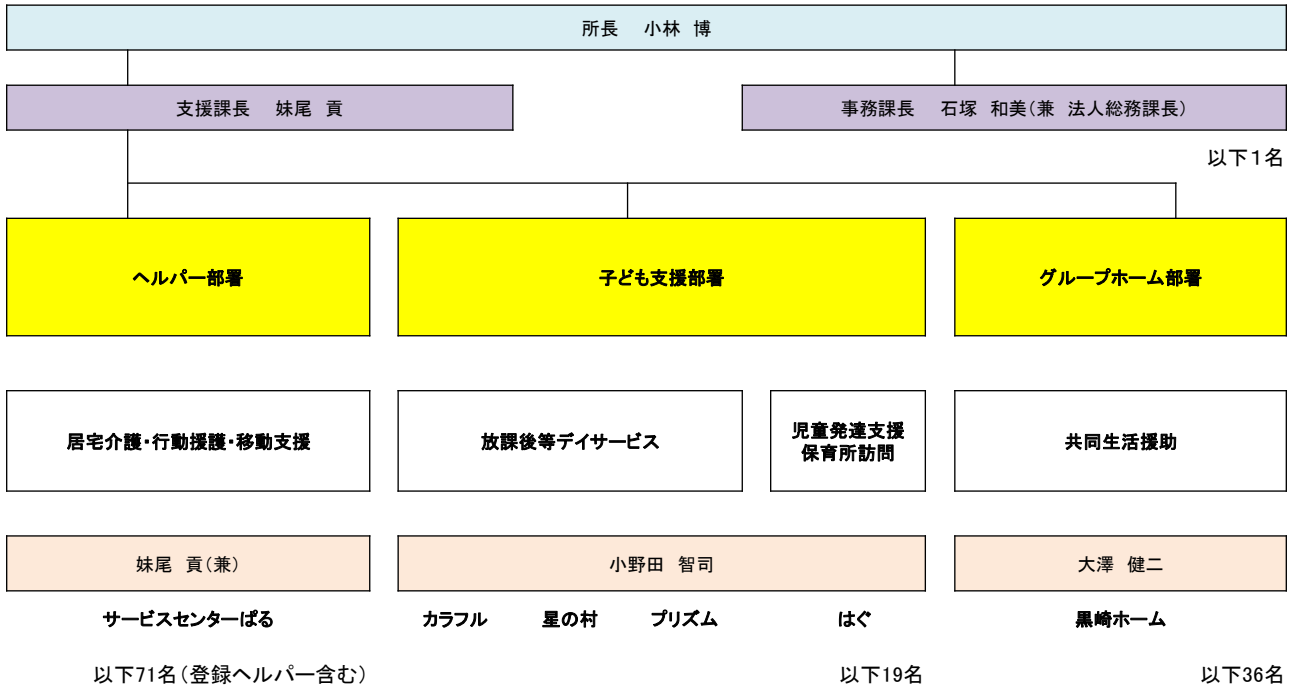 所長　小林　博
支援課長　妹尾　貢
事務課長　石塚　和美(兼　法人総務課長)
以下１名
ヘルパー部署
子ども支援部署
グループホーム部署
居宅介護・行動援護・移動支援
放課後等デイサービス
児童発達支援
保育所訪問
共同生活援助
妹尾　貢(兼)
小野田　智司
大澤　健二
サービスセンターぱる
カラフル
星の村
プリズム
はぐ
黒崎ホーム
以下71名(登録ヘルパー含む)
以下19名
以下36名